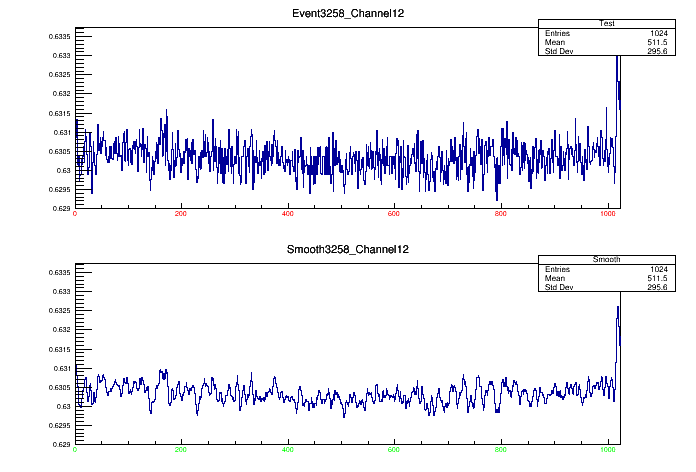 Event3258_Channel12
Test
Entries 1024
Mean 511.5
Std Dev 295.6
0.6335
0.633
0.6325
0.632
0.6315
0.631
0.6305
0.63
0.6295
0.629
0 200 400 600 800 1000
Smooth3258_Channel12
Smooth
Entries 1024
Mean 511.5
Std Dev 295.6
0.6335
0.633
0.6325
0.632
0.6315
0.631
0.6305
0.63
0.6295
0.629
0 200 400 600 800 1000